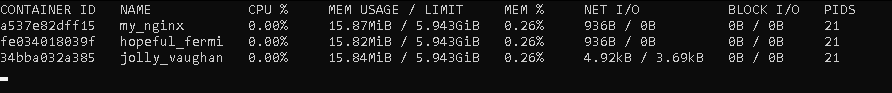 CONTAINER ID   NAME            CPU %     MEM USAGE / LIMIT     MEM %     NET I/O           BLOCK I/O   PIDS
a537e82dff15   my_nginx        0.00%     15.87MiB / 5.943GiB   0.26%     936B / 0B         0B / 0B     21
fe034018039f   hopeful_fermi   0.00%     15.82MiB / 5.943GiB   0.26%     936B / 0B         0B / 0B     21
34bba032a385   jolly_vaughan   0.00%     15.84MiB / 5.943GiB   0.26%     4.92kB / 3.69kB   0B / 0B     21